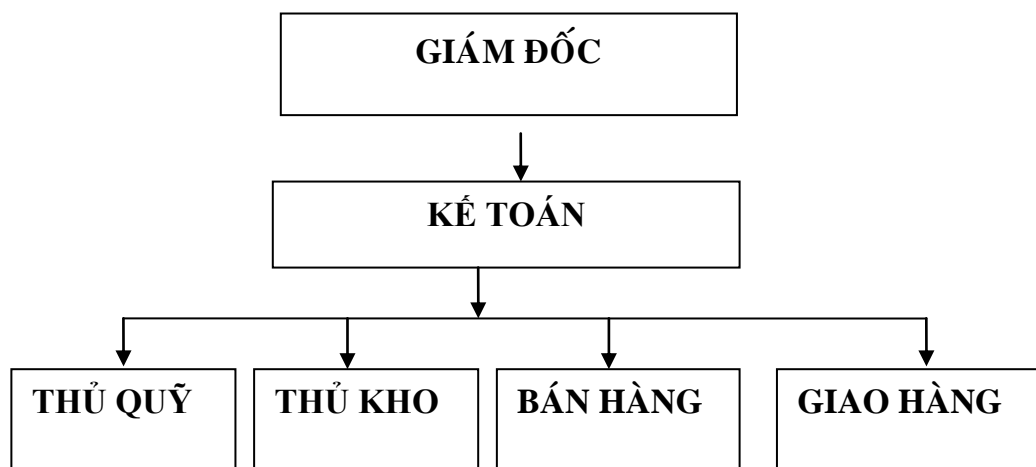 GIÁM ĐỐC
KẾ TOÁN
THỦ QUỸ
THỦ KHO
BÁN HÀNG
GIAO HÀNG